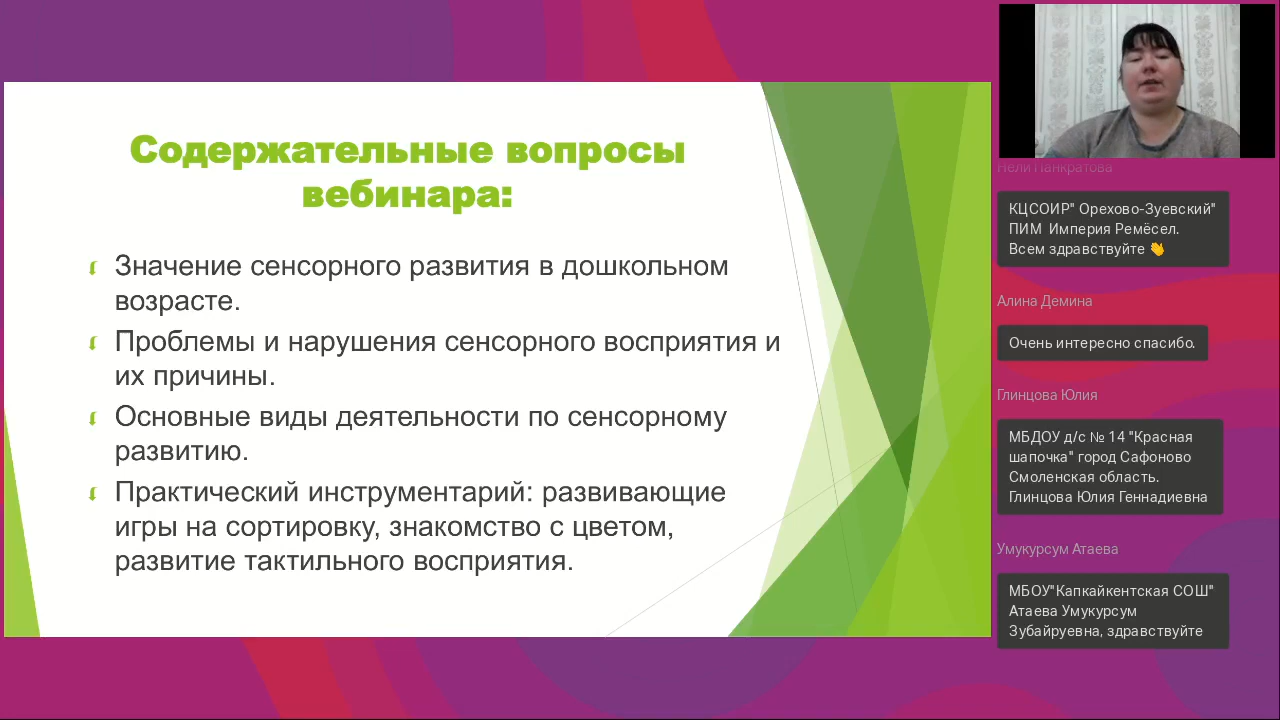 Содержательные вопросы
вебинара:
Значение сенсорного развития в дошкольном
возрасте.
Проблемы и нарушения сенсорного восприятия и
их причины.
Основные виды деятельности по сенсорному
развитию.
Практический инструментарий: развивающие
игры на сортировку, знакомство с цветом,
развитие тактильного восприятия.
Нели Панкратова
КЦСОИР" Орехово-Зуевский"
ПИМ Империя Ремёсел.
Всем здравствуйте 👋
Алина Демина
Очень интересно спасибо.
Глинцова Юлия
МБДОУ д/с № 14 "Красная
шапочка" город Сафоново
Смоленская область.
Глинцова Юлия Геннадиевна
Умукурсум Атаева
МБОУ"Капкайкентская СОШ"
Атаева Умукурсум
Зубайруевна, здравствуйте